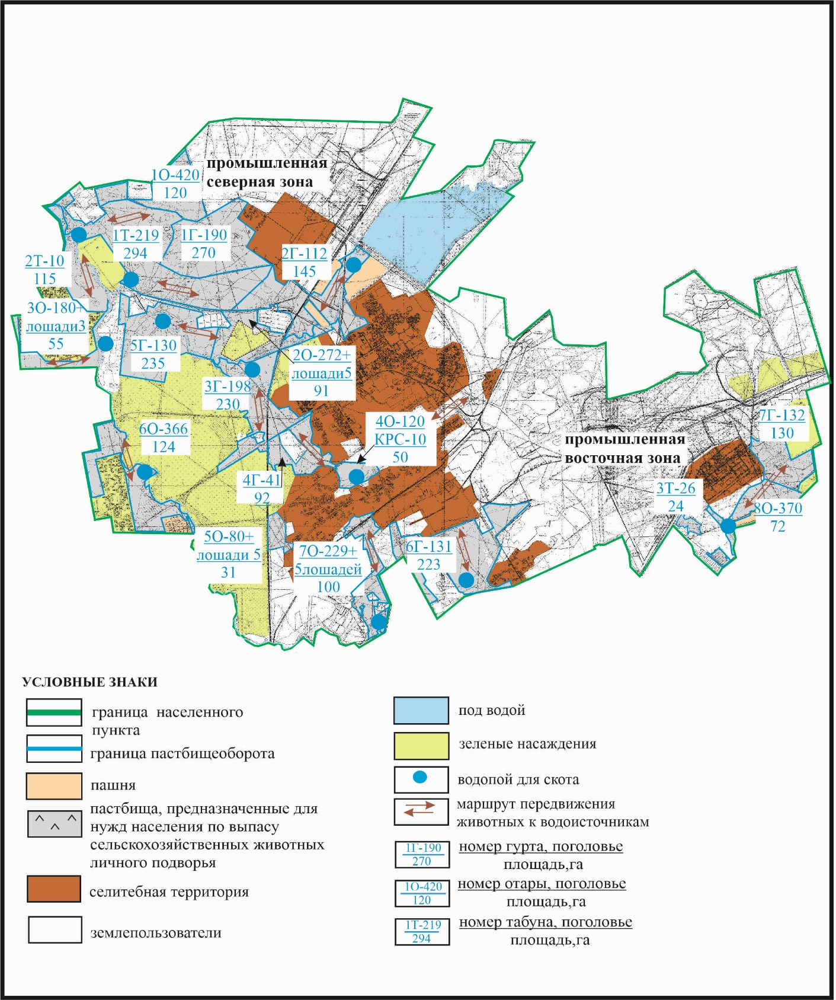 промышленная
северная зона
1О-420
120
1Т-219
294
1Г-190
270
2Г-112
145
2Т-10
115
3О-180+
лошади3
55
5Г-130
235
2О-272+
лошади5
91
3Г-198
230
6О-366
124
4О-120
КРС-10
50
7Г-132
130
промышленная
восточная зона
4Г-41
92
3Т-26
24
8О-370
72
5О-80+
лошади 5
31
7О-229+
5лошадей
100
6Г-131
223
УСЛОВНЫЕ ЗНАКИ
граница населенного
пункта
граница пастбищеоборота
пашня
пастбища, предназначенные для
нужд населения по выпасу
сельскохозяйственных животных
личного подворья
селитебная территория
землепользователи
под водой
зеленые насаждения
водопой для скота
маршрут передвижения
животных к водоисточникам
1Г-190
270
номер гурта, поголовье
площадь,га
1О-420
120
номер отары, поголовье
площадь,га
1Т-219
294
номер табуна, поголовье
площадь,га